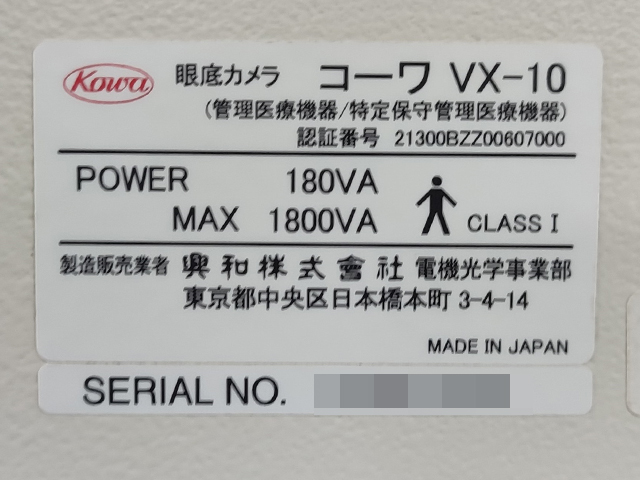 Kowa 眼底カメラ コーワ VX-10
(管理医療機器/特定保守管理医療機器)
認証番号 21300BZZ00607000
POWER 180VA
MAX 1800VA
CLASS I
製造販売業者 興和株式會社 電機光学事業部
東京都中央区日本橋本町 3-4-14
MADE IN JAPAN
SERIAL NO.